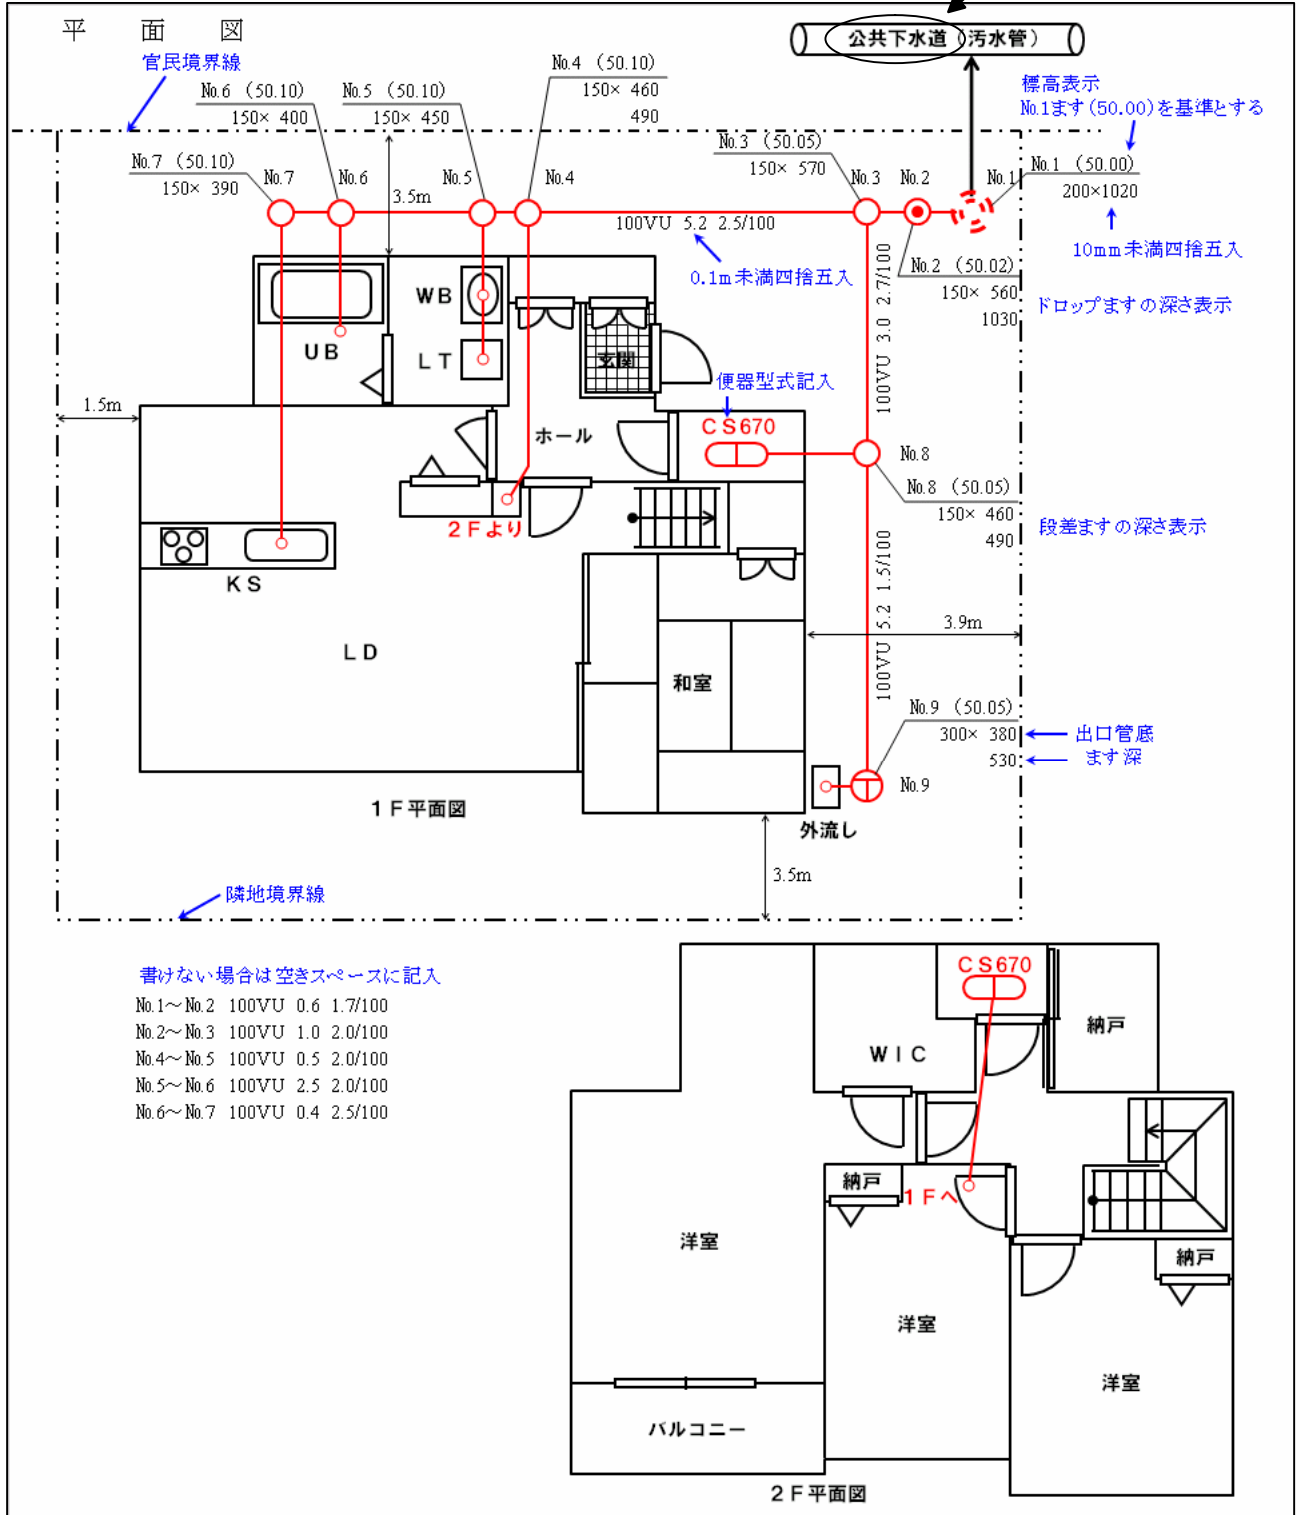 平 面 図
公共下水道(汚水管)
官民境界線
標高表示
No.1ます(50.00)を基準とする
No.4 (50.10)
150× 460
490
No.6 (50.10)
150× 400
No.5 (50.10)
150× 450
No.7 (50.10)
150× 390
No.3 (50.05)
150× 570
No.1 (50.00)
200×1020
No.7
No.6
No.5
No.4
No.3
No.2
No.1
3.5m
100VU 5.2 2.5/100
10mm未満四捨五入
0.1m未満四捨五入
No.2 (50.02)
150× 560
1030
ドロップますの深さ表示
100VU 3.0 2.7/100
WB
UB
LT
玄関
便器型式記入
1.5m
CS670
ホール
No.8
No.8 (50.05)
150× 460
490
段差ますの深さ表示
2Fより
KS
100VU 5.2 1.5/100
3.9m
LD
和室
No.9 (50.05)
300× 380
530
出口管底
ます深
No.9
1F平面図
外流し
3.5m
隣地境界線
書けない場合は空きスペースに記入
No.1～No.2 100VU 0.6 1.7/100
No.2～No.3 100VU 1.0 2.0/100
No.4～No.5 100VU 0.5 2.0/100
No.5～No.6 100VU 2.5 2.0/100
No.6～No.7 100VU 0.4 2.5/100
CS670
納戸
WIC
納戸
1Fへ
洋室
納戸
洋室
洋室
バルコニー
2F平面図